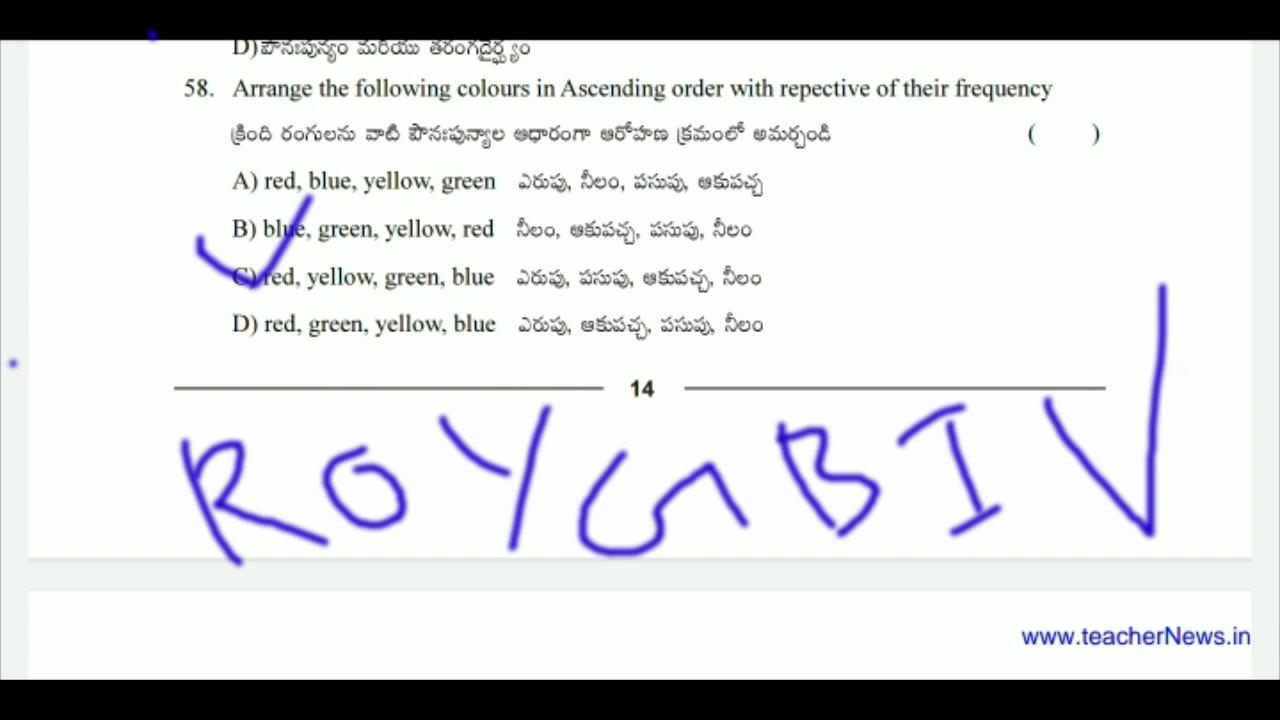 D) పౌనఃపున్యం మరియు తరంగదైర్ఘ్యం
58. Arrange the following colours in Ascending order with repective of their frequency
క్రింది రంగులను వాటి పౌనఃపున్యాల ఆధారంగా ఆరోహణ క్రమంలో అమర్చండి ( )
A) red, blue, yellow, green ఎరుపు, నీలం, పసుపు, ఆకుపచ్చ
B) blue, green, yellow, red నీలం, ఆకుపచ్చ, పసుపు, నీలం
C) red, yellow, green, blue ఎరుపు, పసుపు, ఆకుపచ్చ, నీలం
D) red, green, yellow, blue ఎరుపు, ఆకుపచ్చ, పసుపు, నీలం
14
ROYGBIV
www.teacherNews.in